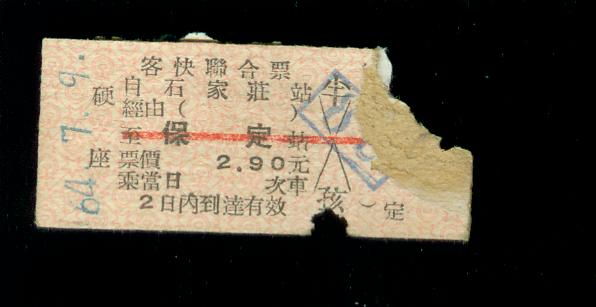 客快聯合票
硬座
自石家莊站
經由(　　)
至保定站
票價2.90元
乘當日　次車
2日內到達有效
半
孩
)定
64.7.9.